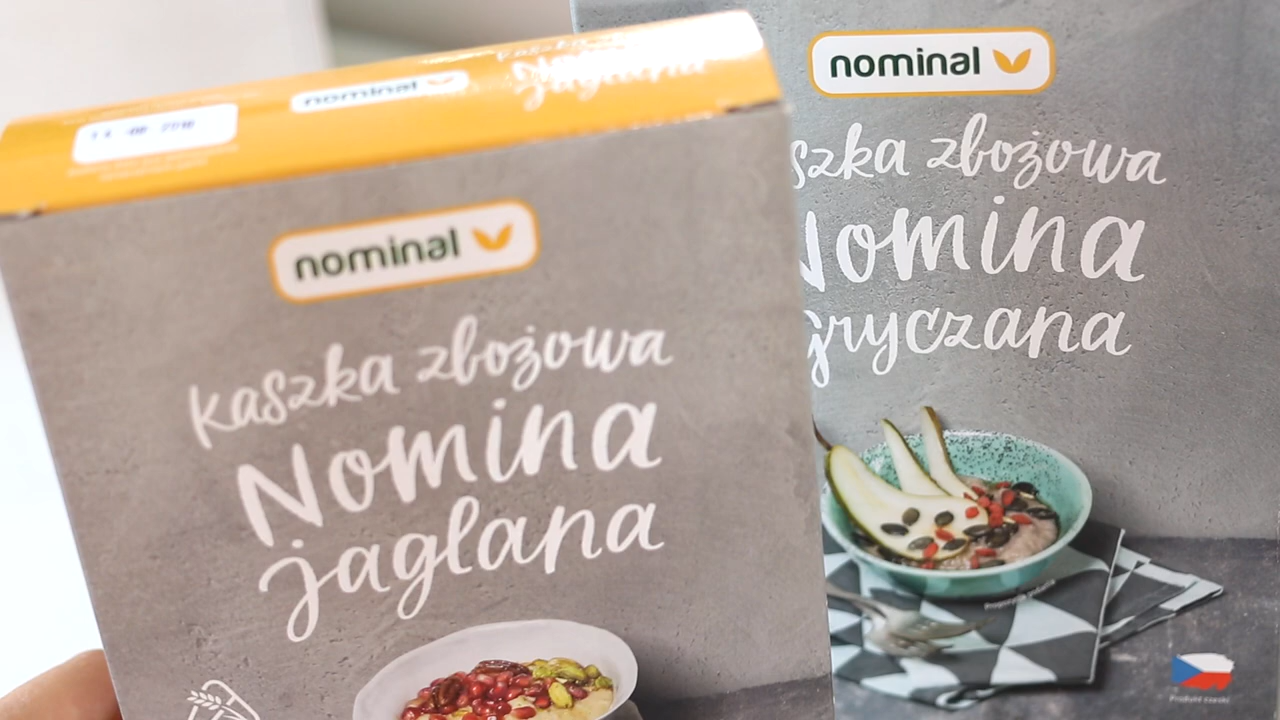 nominal
nominal
kaszka zbożowa
Nomina
jaglana
nominal
szka zbożowa
Nomina
gryczana
Produkt czeski